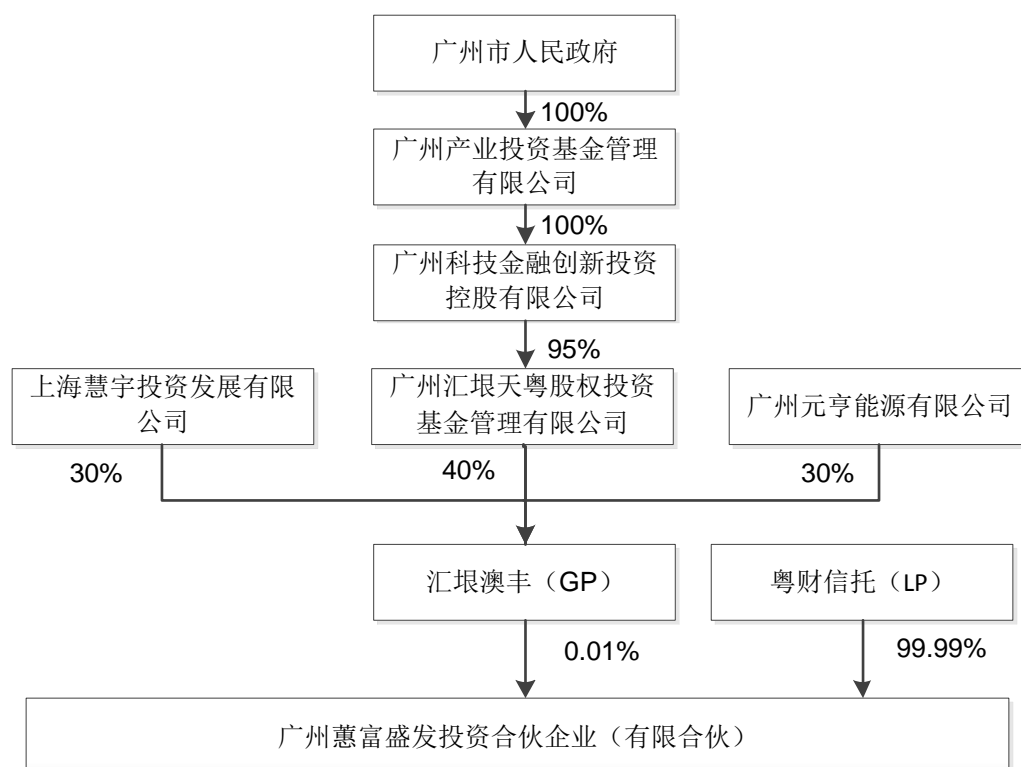 广州市人民政府
100%
广州产业投资基金管理
有限公司
100%
广州科技金融创新投资
控股有限公司
95%
上海慧宇投资发展有限
公司
广州汇垠天粤股权投资
基金管理有限公司
广州元亨能源有限公司
30%
40%
30%
汇垠澳丰（GP）
粤财信托（LP）
0.01%
99.99%
广州蕙富盛发投资合伙企业（有限合伙）